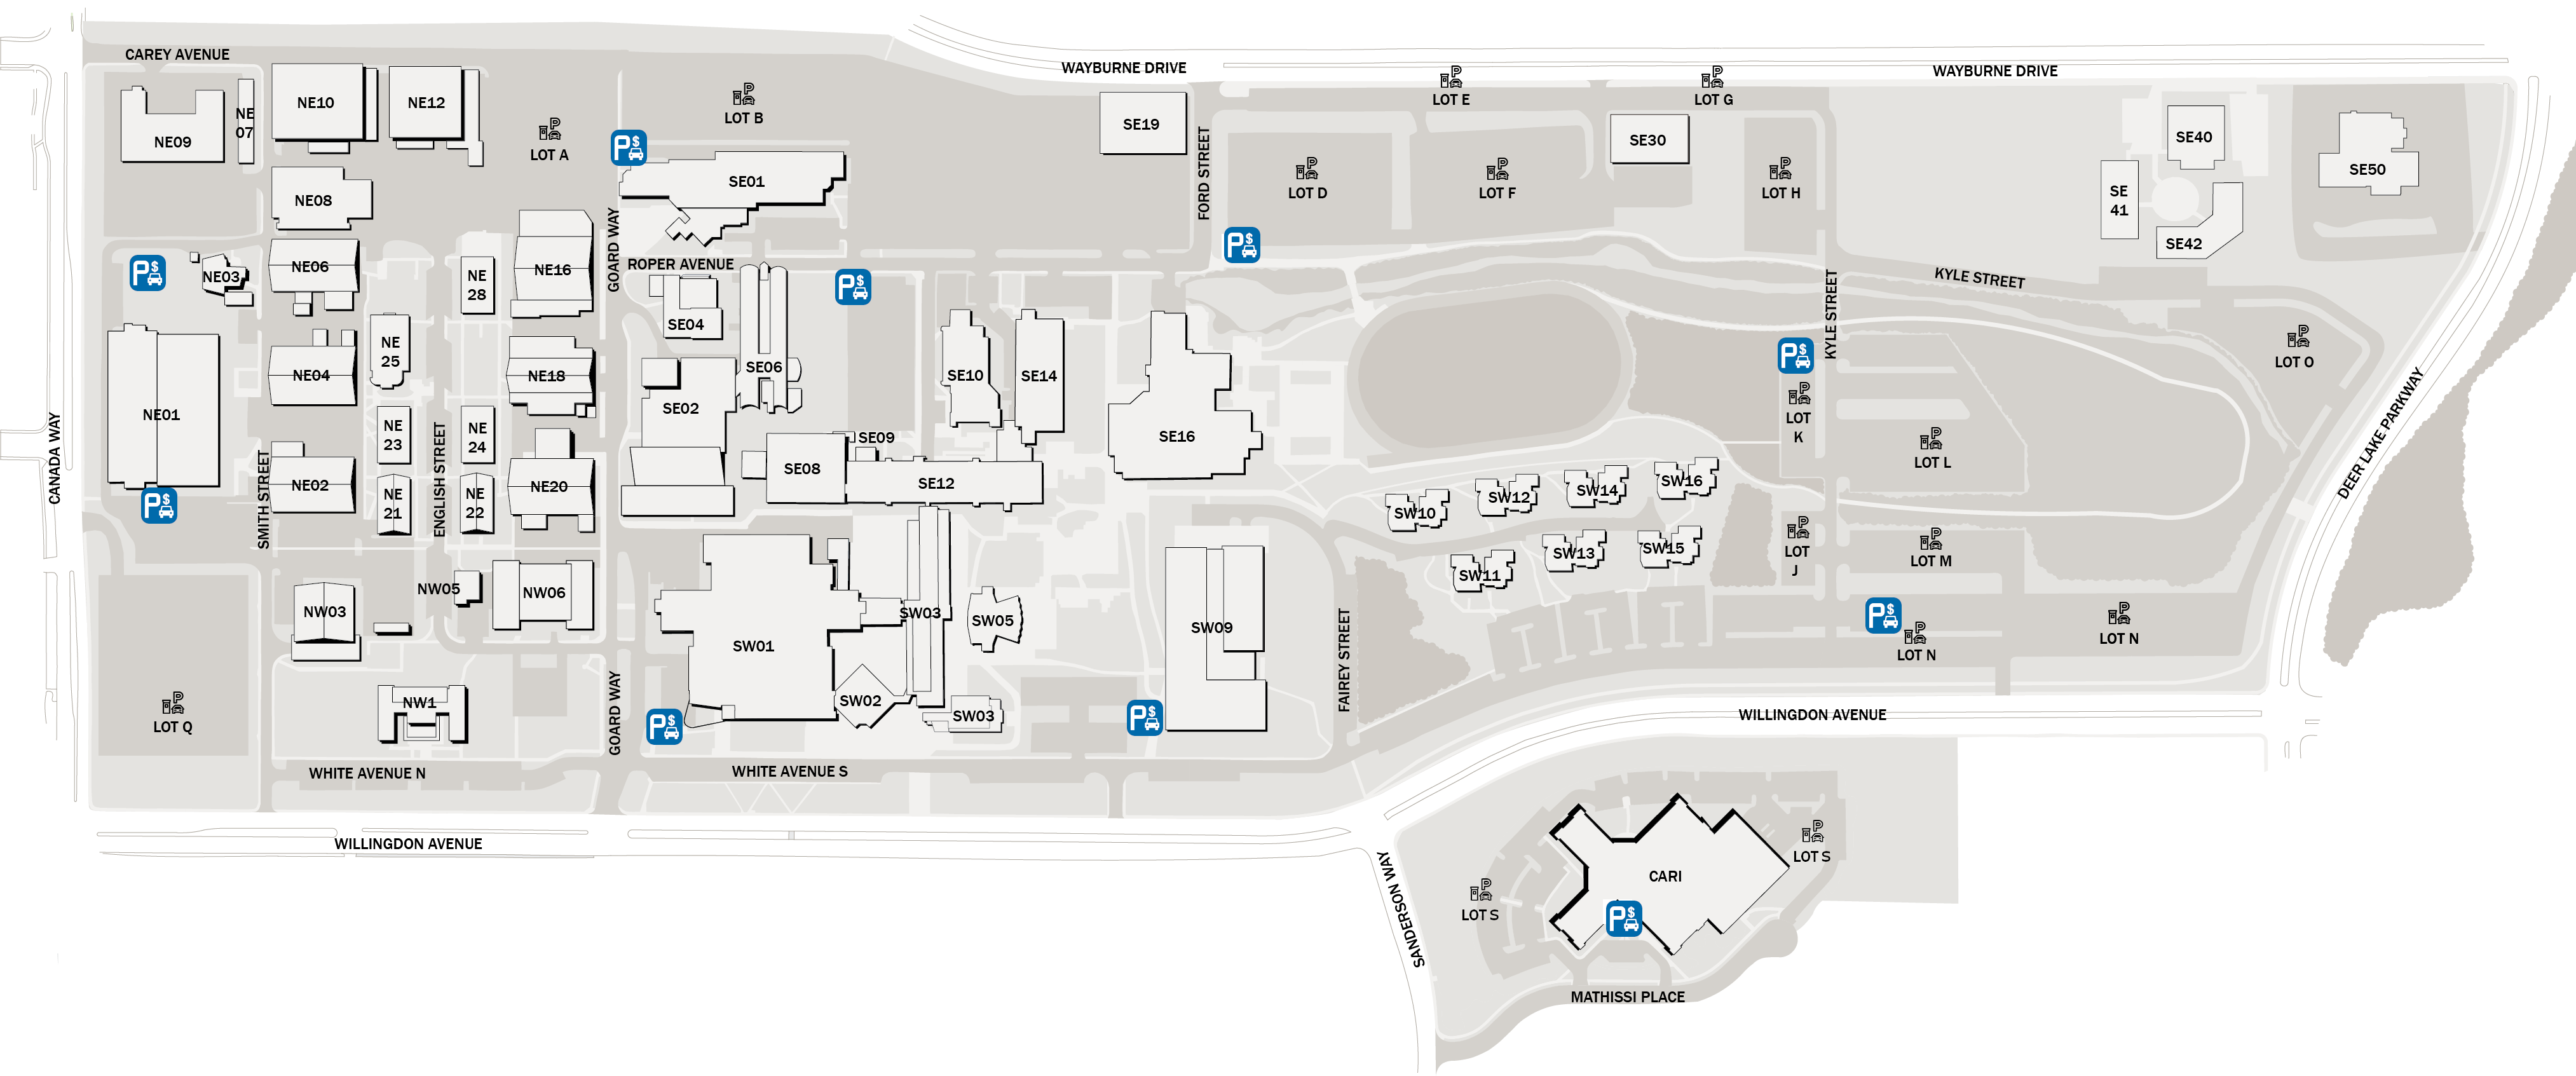 CAREY AVENUE
WAYBURNE DRIVE
WAYBURNE DRIVE
P
LOT E
P
LOT G
NE10
NE12
NE
07
NE09
P
LOT B
P
LOT A
P$
SE19
SE30
SE40
SE50
SE01
FORD STREET
P
LOT D
P
LOT F
P
LOT H
SE
41
SE42
NE08
GOARD WAY
ROPER AVENUE
P$
P$
P$
NE03
NE06
NE
28
NE16
KYLE STREET
KYLE STREET
SE04
P
LOT O
NE
25
NE04
NE18
SE06
SE10
SE14
P$
P
LOT
K
DEER LAKE PARKWAY
CANADA WAY
NE01
SE02
NE
23
NE
24
ENGLISH STREET
SE09
SE16
P
LOT L
SE08
SE12
SMITH STREET
NE02
NE20
NE
21
NE
22
P$
SW10
SW12
SW14
SW16
SW11
SW13
SW15
P
LOT
J
P
LOT M
NW05
NW06
NW03
SW03
SW05
SW09
SW01
FAIREY STREET
P$
P
LOT N
P
LOT N
P
LOT Q
NW1
GOARD WAY
P$
SW02
SW03
P$
WILLINGDON AVENUE
WHITE AVENUE N
WHITE AVENUE S
WILLINGDON AVENUE
SANDERSON WAY
P
LOT S
CARI
P
LOT S
P$
MATHISSI PLACE